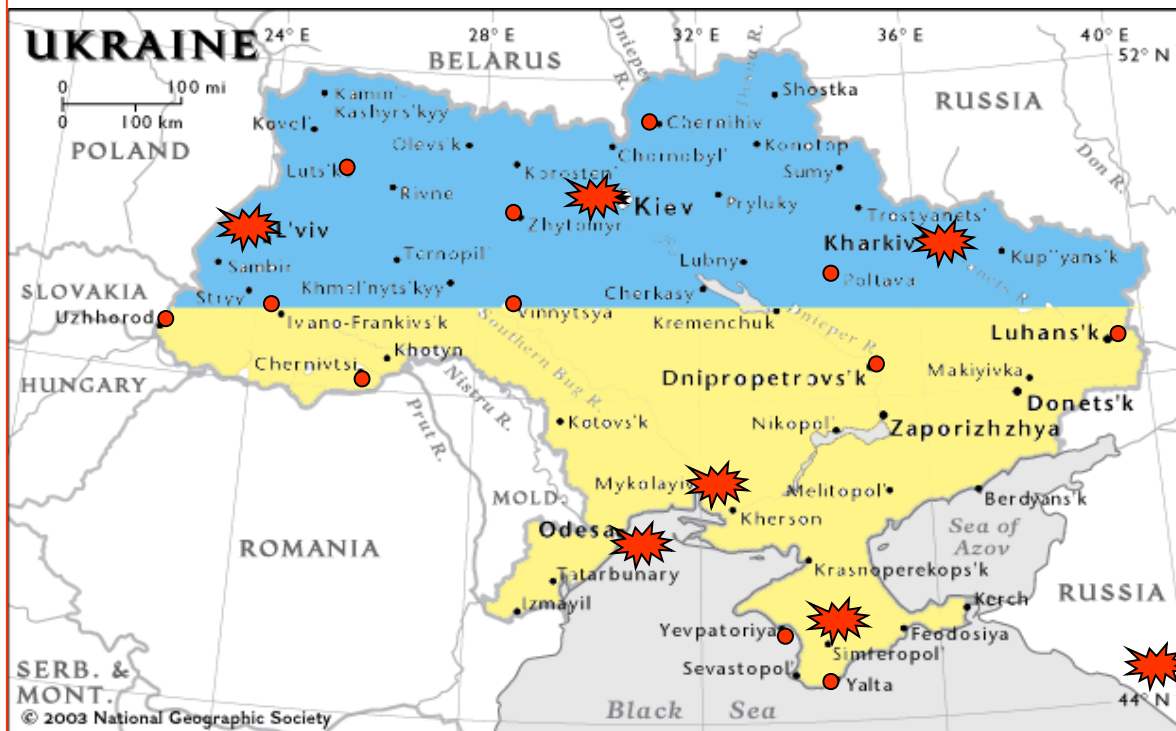 UKRAINE
24° E
28° E
32° E
36° E
40° E
52° N
0 100 mi
0 100 km
BELARUS
Dnieper R.
Desna R.
RUSSIA
POLAND
Don R.
Kamin'-Kashyrs'kyy
Kovel'
Olevs'k
Chernihiv
Shostka
Chornobyl'
Konotop
Luts'k
Korosten'
Sumy
Rivne
Kiev
Pryluky
Trostyanets'
Zhytomyr
L'viv
Kharkiv
Kup"yans'k
Sambir
Ternopil'
Lubny
Poltava
SLOVAKIA
Stryy
Khmel'nyts'kyy
Cherkasy
Donets R.
Uzhhorod
Ivano-Frankivs'k
Vinnytsya
Kremenchuk
Dnieper R.
Luhans'k
Chernivtsi
Khotyn
Southern Bug R.
Dnipropetrovs'k
Makiyivka
HUNGARY
Nistru R.
Donets'k
Prut R.
Kotovs'k
Nikopol'
Zaporizhzhya
MOLD.
Mykolayiv
Melitopol'
Berdyans'k
Kherson
Odesa
Sea of
Azov
ROMANIA
Tatarbunary
Krasnoperekops'k
RUSSIA
Izmayil
Kerch
Yevpatoriya
Feodosiya
Simferopol'
SERB. &
MONT.
Sevastopol'
Yalta
44° N
Black Sea
© 2003 National Geographic Society